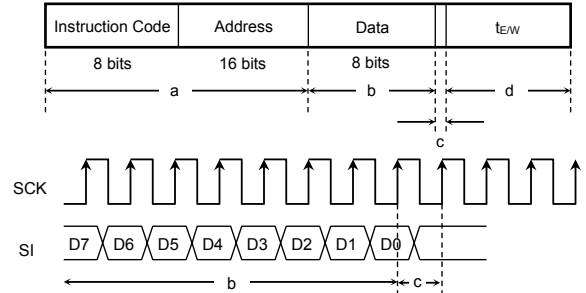 Instruction Code Address Data tE/W
8 bits 16 bits 8 bits
a b d
c
SCK
SI D7 D6 D5 D4 D3 D2 D1 D0
b c